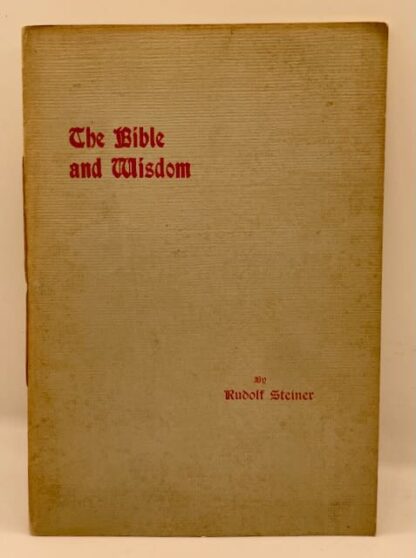 The Bible
and Wisdom
By
Rudolf Steiner